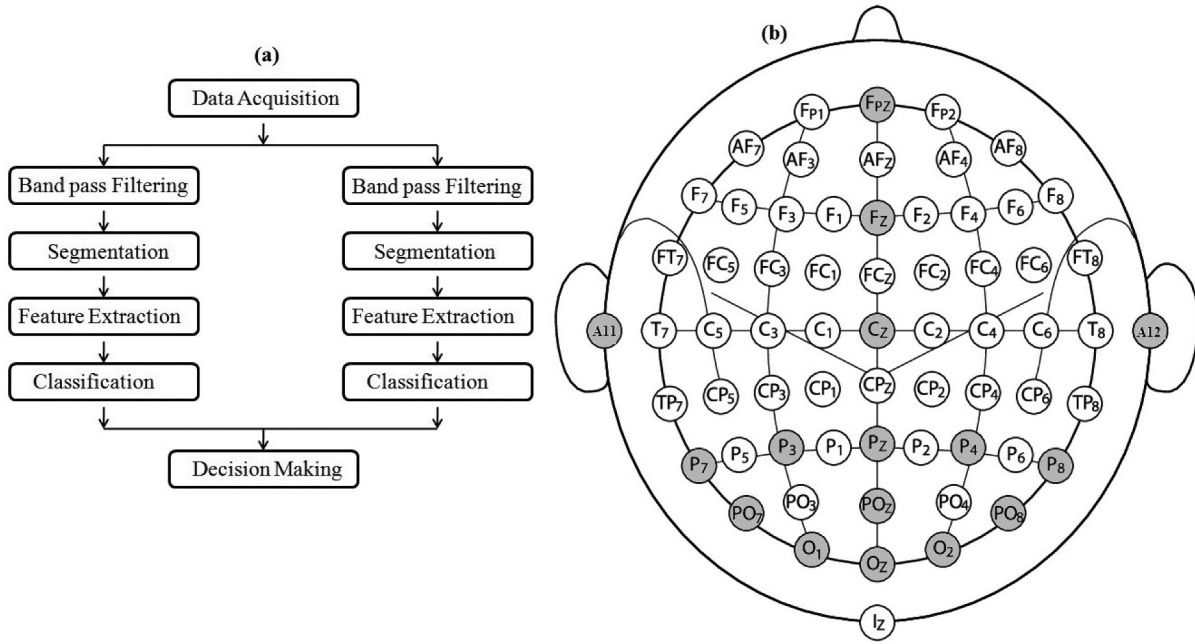 (a)
Data Acquisition
Band pass Filtering Band pass Filtering
Segmentation Segmentation
Feature Extraction Feature Extraction
Classification Classification
Decision Making
(b)
FP1 FPZ FP2
AF7 AF3 AFZ AF4 AF8
F7 F5 F3 F1 FZ F2 F4 F6 F8
FT7 FC5 FC3 FC1 FCZ FC2 FC4 FC6 FT8
A11 T7 C5 C3 C1 CZ C2 C4 C6 T8 A12
TP7 CP5 CP3 CP1 CPZ CP2 CP4 CP6 TP8
P7 P5 P3 P1 PZ P2 P4 P6 P8
PO7 PO3 POZ PO4 PO8
O1 OZ O2
IZ